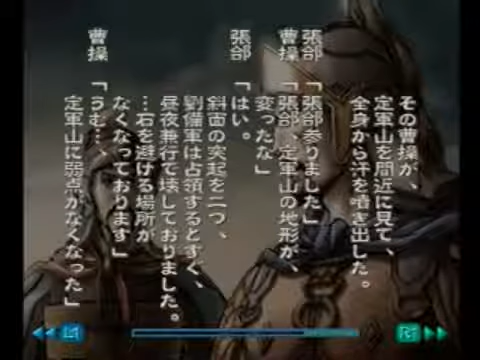 その曹操が、
定軍山を間近に見て、
全身から汗を噴き出した。
張郃「張郃参りました」
曹操「張郃、定軍山の地形が、
変ったな」
張郃「はい。
斜面の突起を二つ、
劉備軍は占領するとすぐ、
昼夜兼行で壊しておりました。
…石を避ける場所が
なくなっております」
曹操「うむ…、
定軍山に弱点がなくなった」
L1
R1